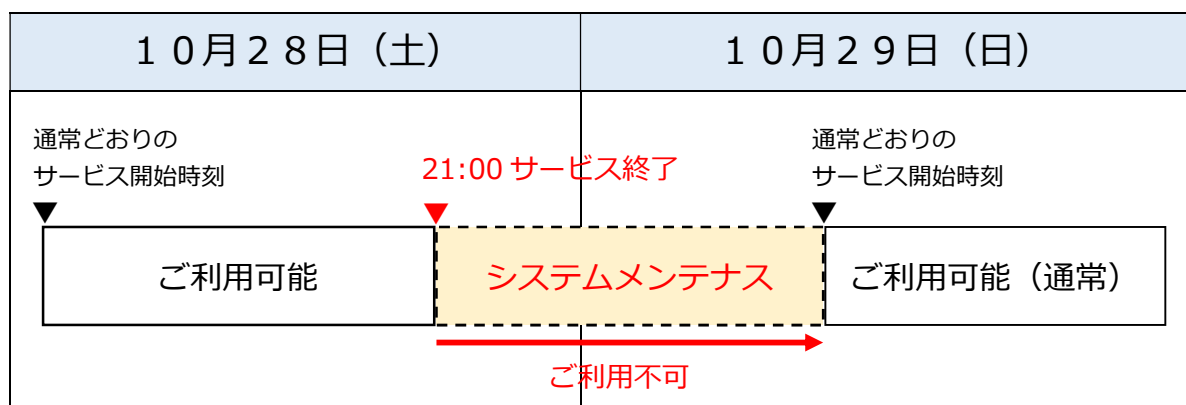 １０月２８日（土）
１０月２９日（日）
通常どおりの
サービス開始時刻
21:00 サービス終了
通常どおりの
サービス開始時刻
ご利用可能
システムメンテナス
ご利用可能（通常）
ご利用不可